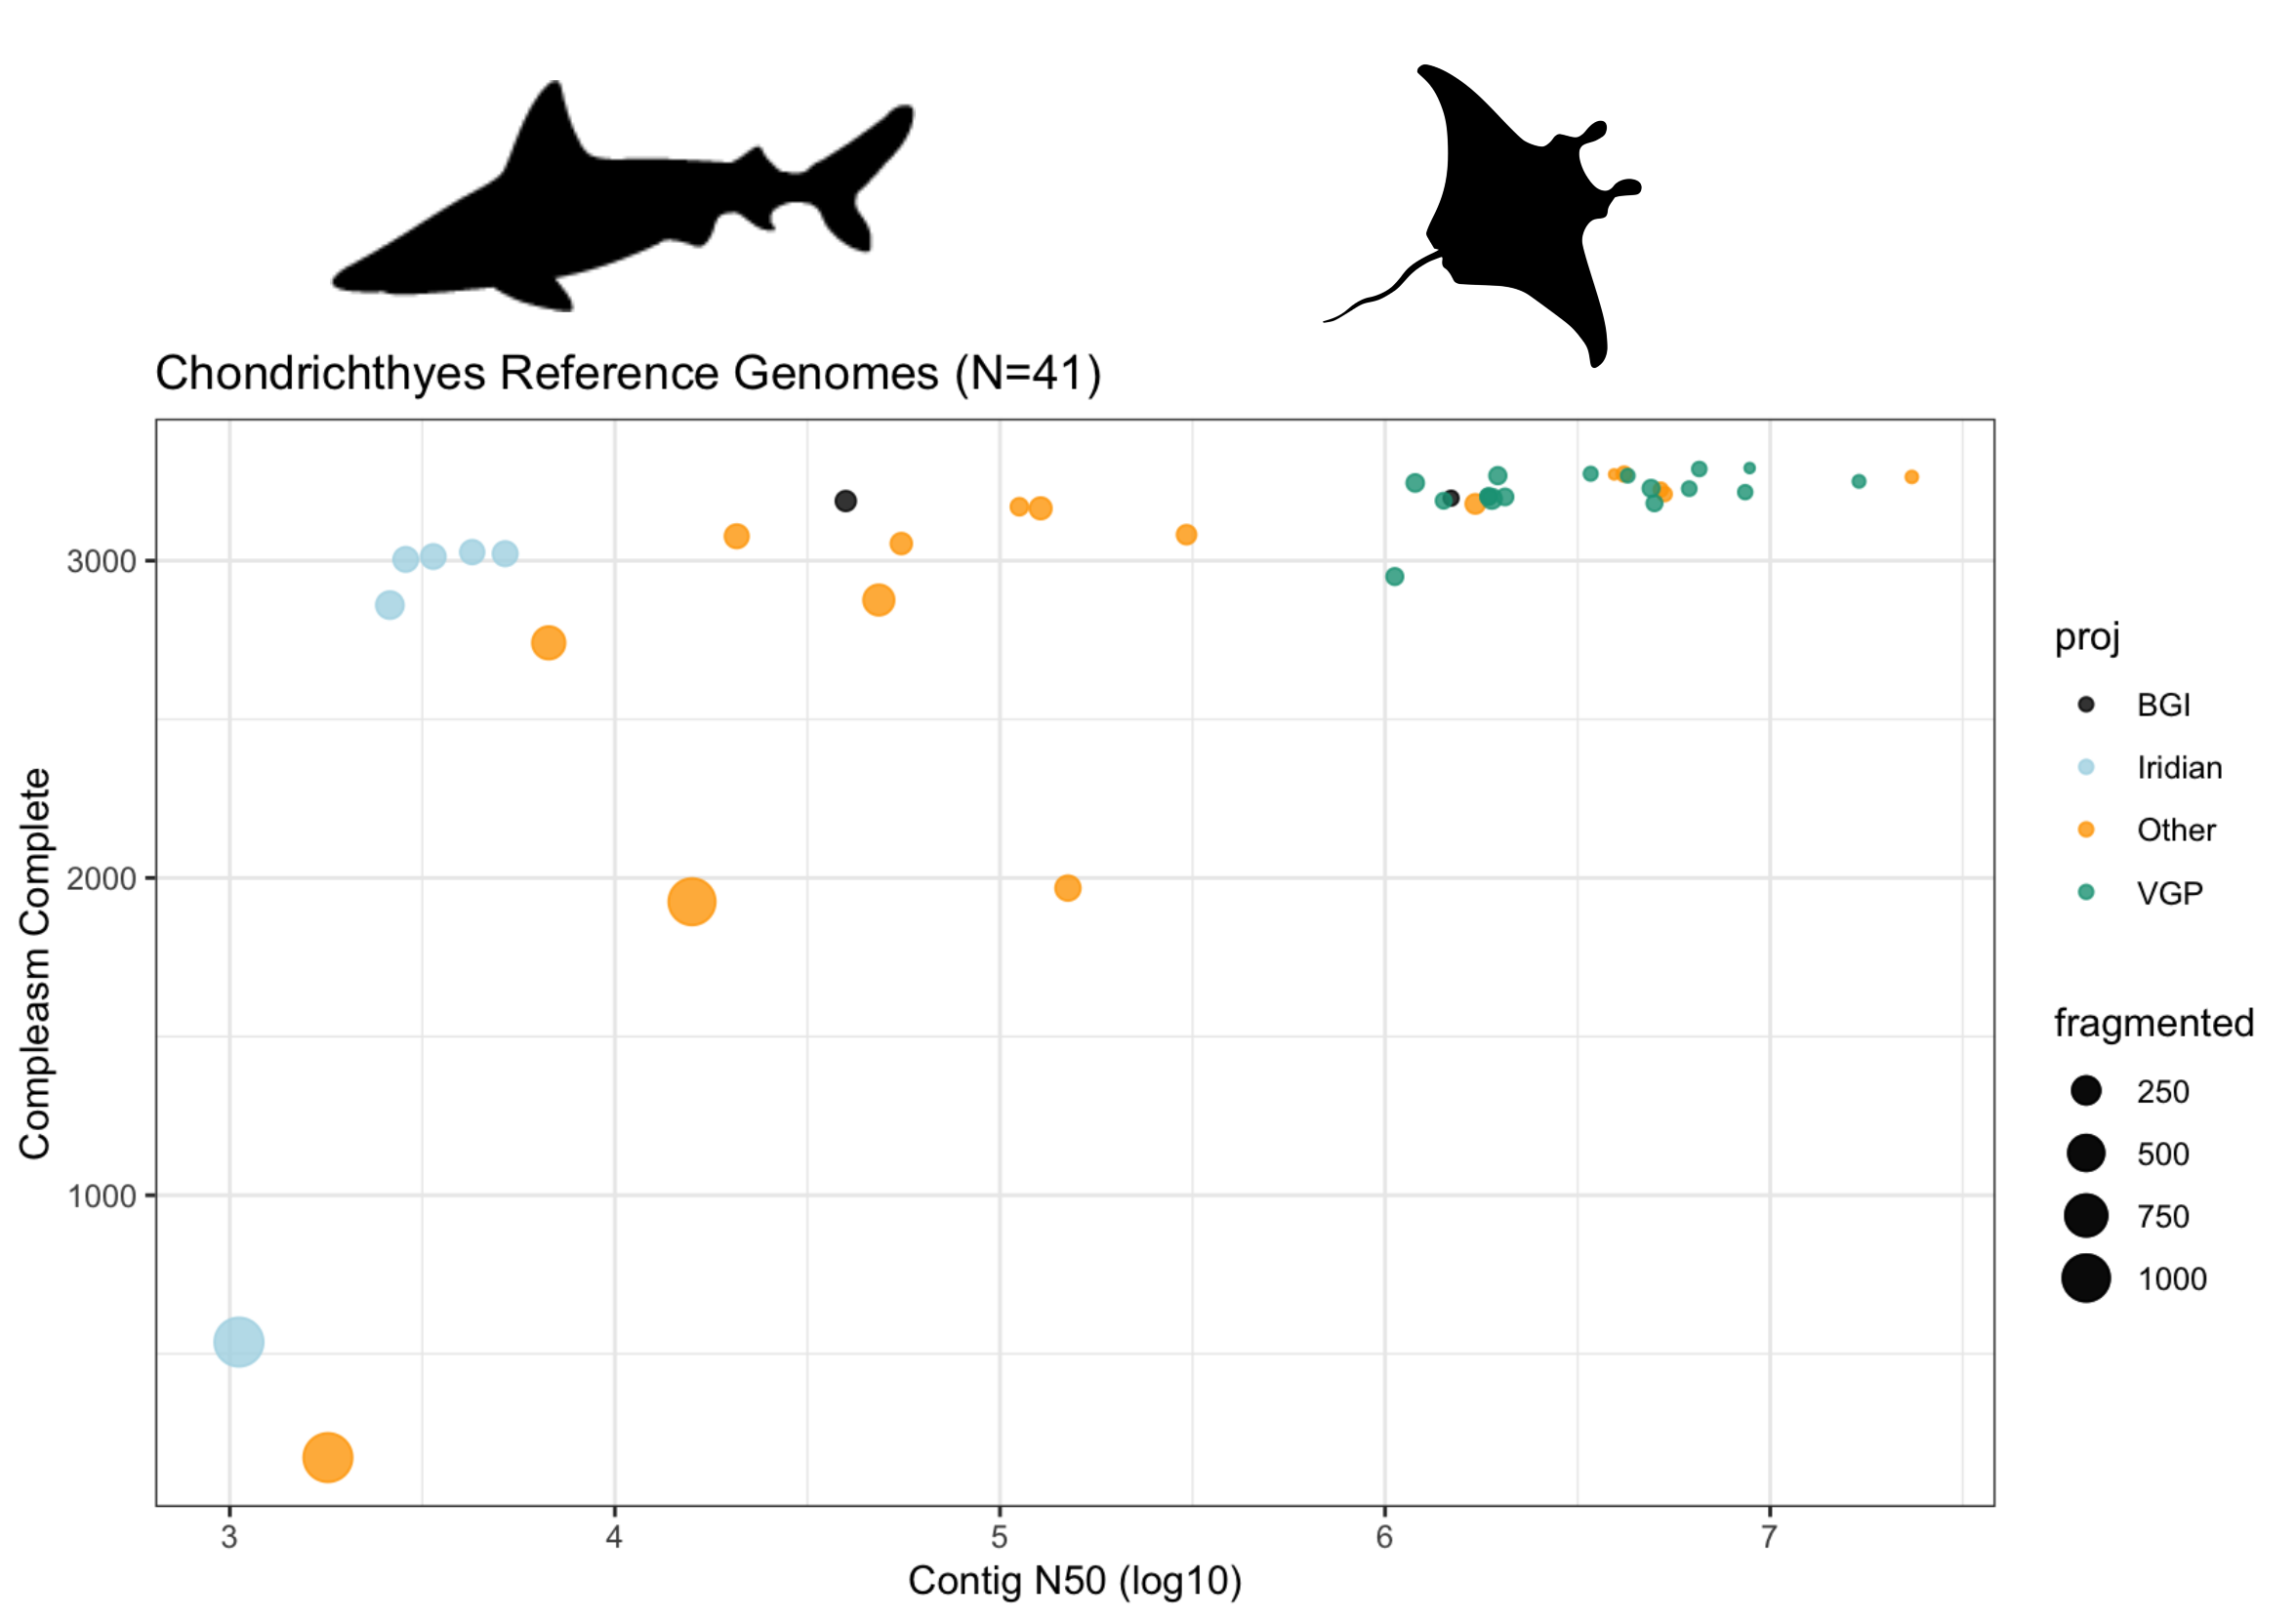 Chondrichthyes Reference Genomes (N=41)
Compleasm Complete
3000
2000
1000
3 4 5 6 7
Contig N50 (log10)
proj
BGI
Iridian
Other
VGP
fragmented
250
500
750
1000